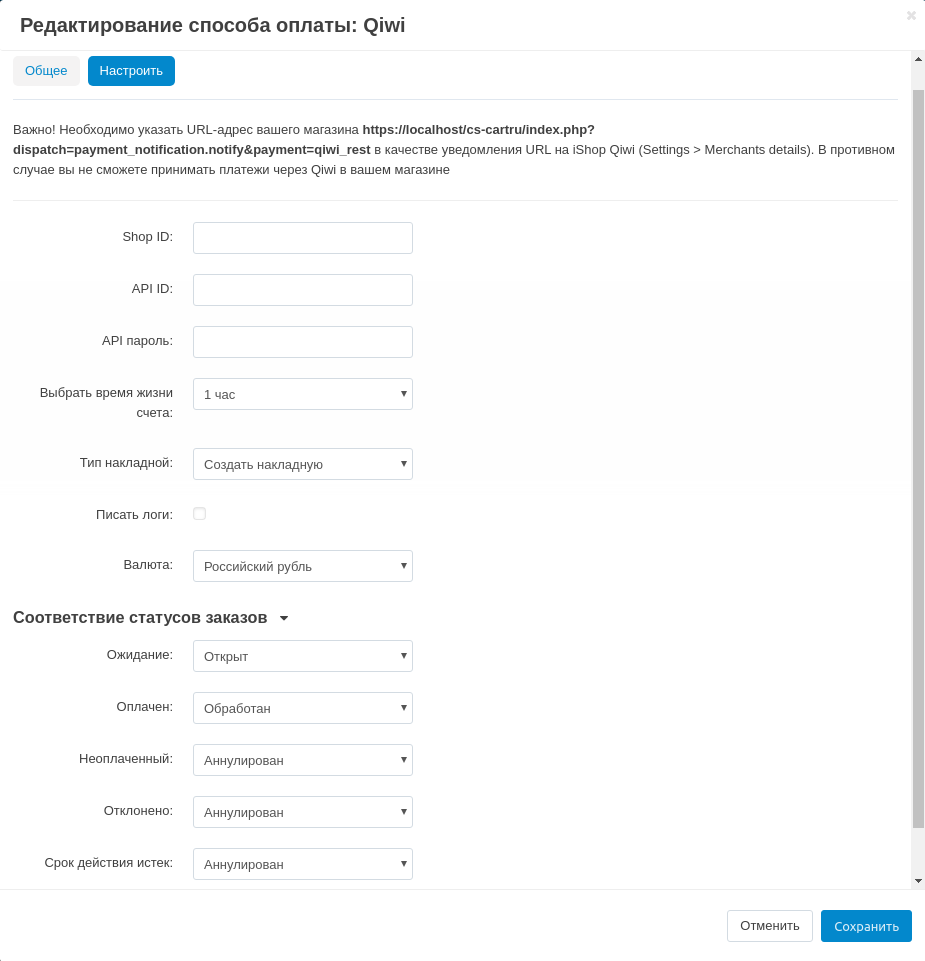 Редактирование способа оплаты: Qiwi
Общее
Настроить
Важно! Необходимо указать URL-адрес вашего магазина https://localhost/cs-cartru/index.php?
dispatch=payment_notification.notify&payment=qiwi_rest в качестве уведомления URL на iShop Qiwi (Settings > Merchants details). В противном
случае вы не сможете принимать платежи через Qiwi в вашем магазине
Shop ID:
API ID:
API пароль:
Выбрать время жизни
счета:
1 час
Тип накладной:
Создать накладную
Писать логи:
Валюта:
Российский рубль
Соответствие статусов заказов
Ожидание:
Открыт
Оплачен:
Обработан
Неоплаченный:
Аннулирован
Отклонено:
Аннулирован
Срок действия истек:
Аннулирован
Отменить
Сохранить